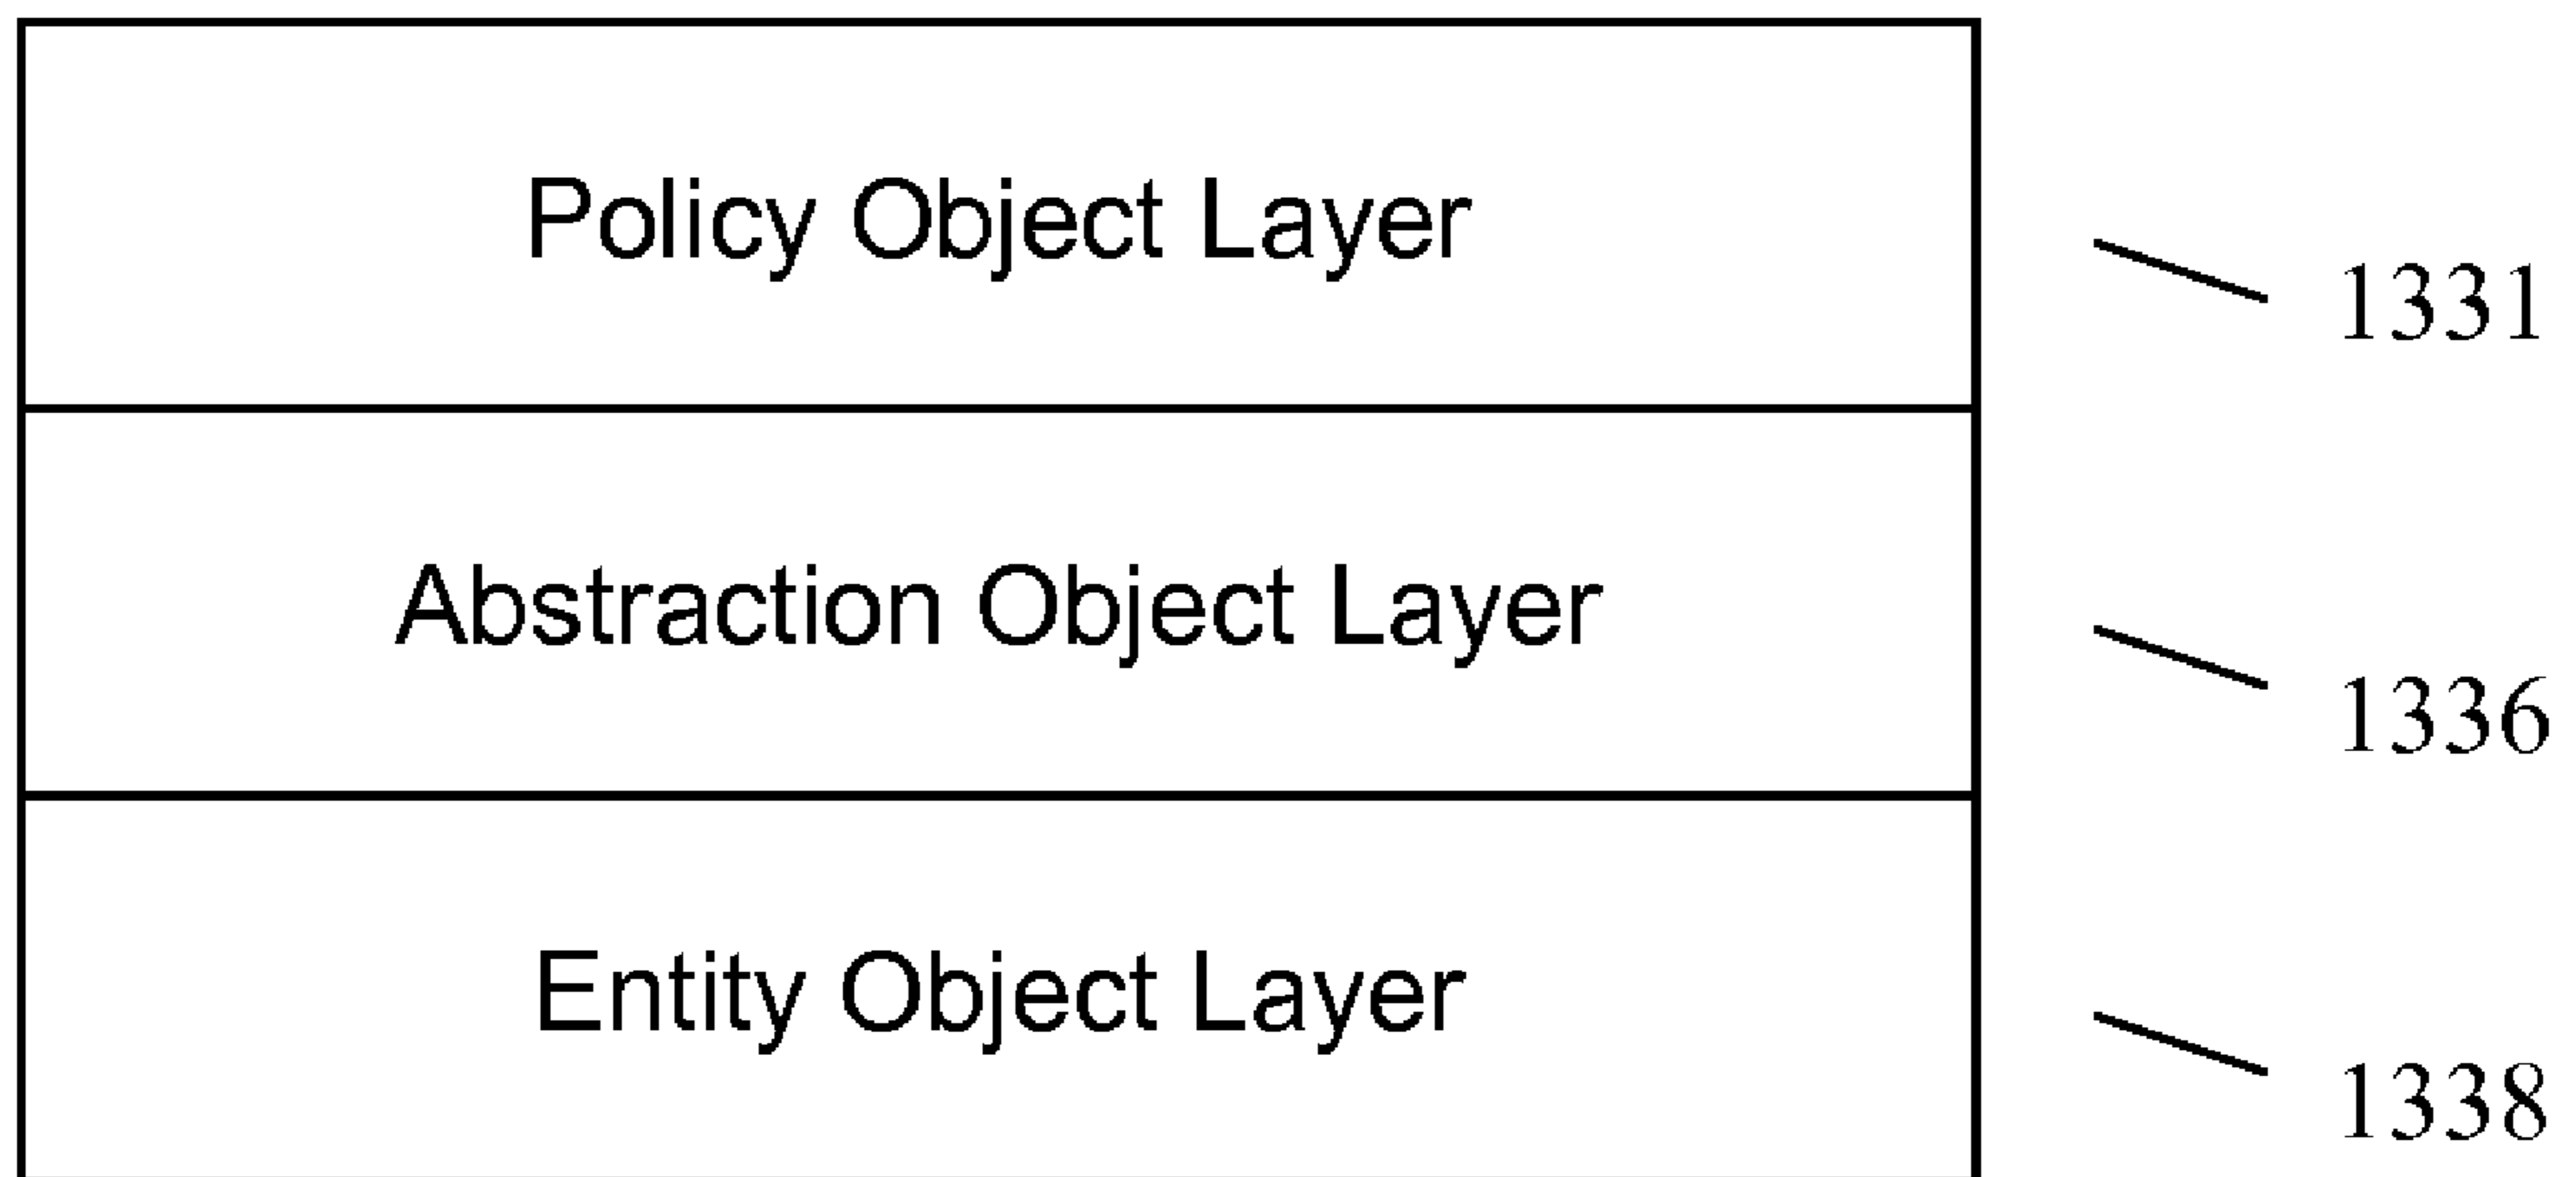 Policy Object Layer
1331
Abstraction Object Layer
1336
Entity Object Layer
1338